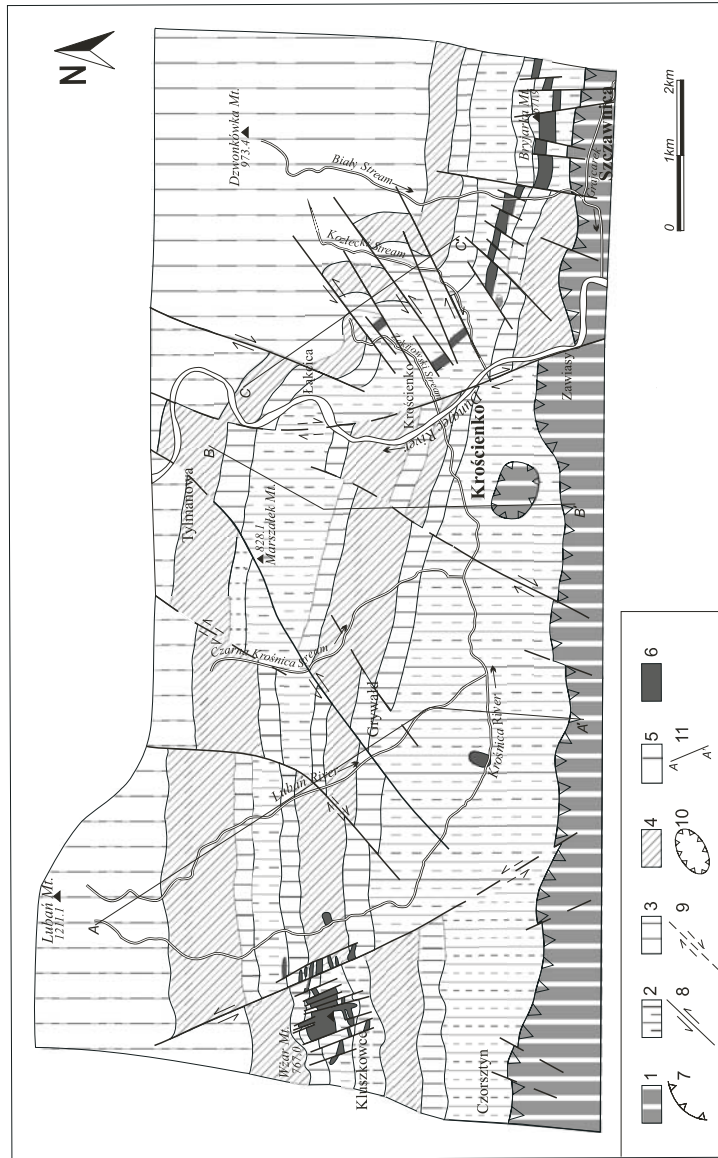 N
Lubań Mt.
1211.1
A
Wżar Mt.
767.0
Kluszkowce
Czorsztyn
Lubań River
Grywałd
Krośnica River
A'
Czarna Krośnica Stream
Tylmanowa
B
828.1
Marszałek Mt.
Krościenko
B'
Dunajec River
Krościenko
Łąkcica
C
Zawiasy
Kozłecki Stream
C'
Biały Stream
Dzwonkówka Mt.
973.4
Bryjarka Mt.
Szczawnica
0
1km
2km
1
2
3
4
5
6
7
8
9
10
11
A
A'